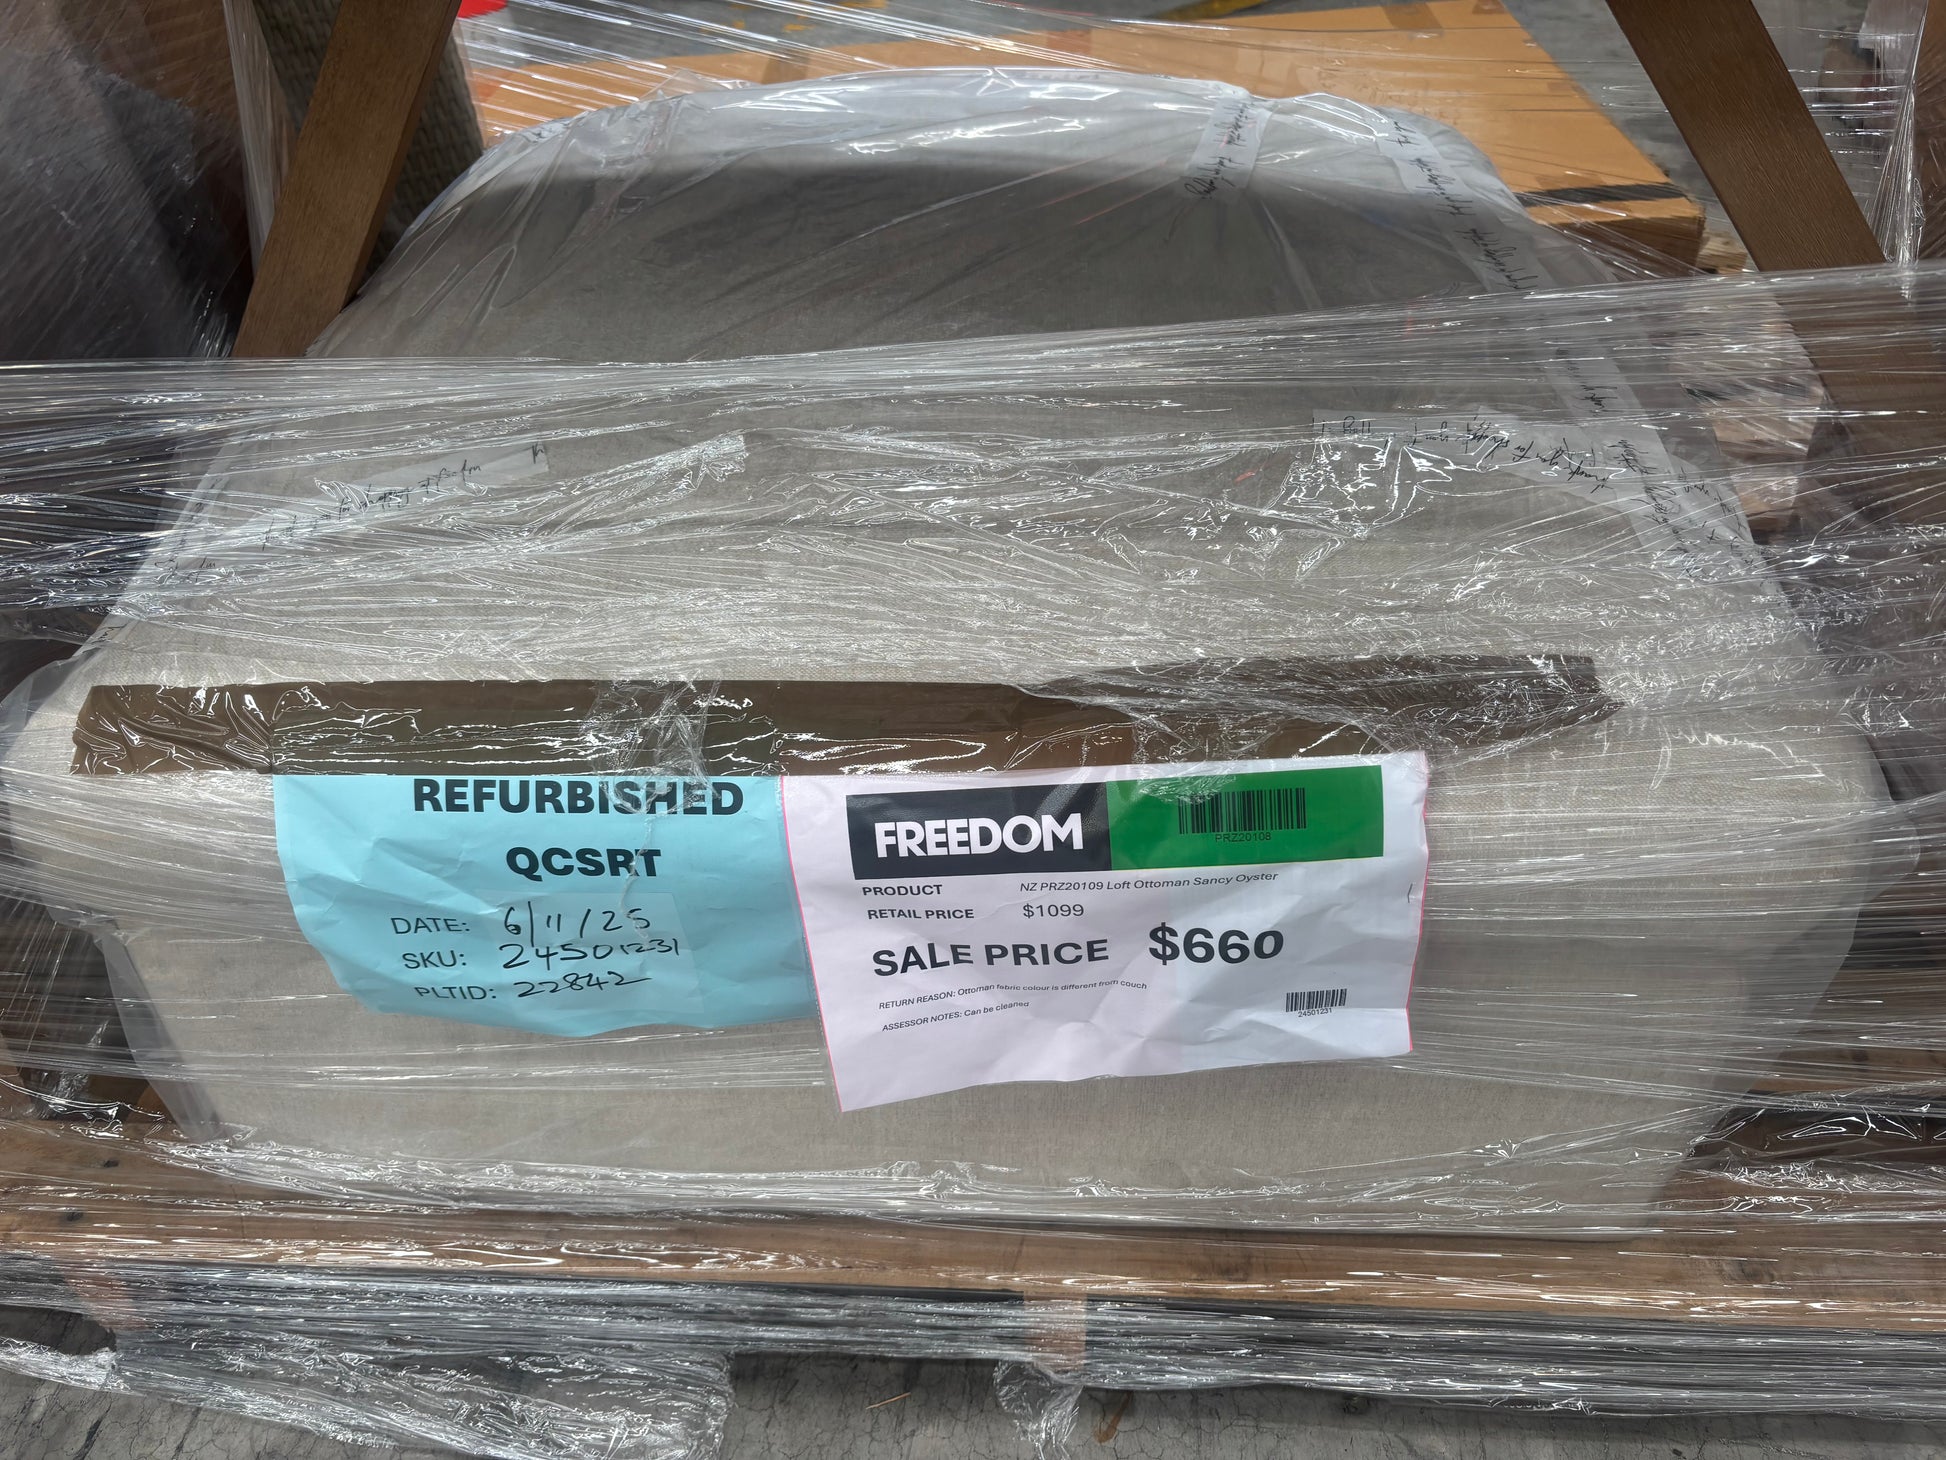 REFURBISHED
QCSRT
DATE: 6/11/25
SKU: 24501231
PLTID: 22842
FREEDOM
PRZ20108
PRODUCT NZ PRZ20109 Loft Ottoman Sancy Oyster
RETAIL PRICE $1099
SALE PRICE $660
RETURN REASON: Ottoman fabric colour is different from couch
ASSESSOR NOTES: Can be cleaned
24501231